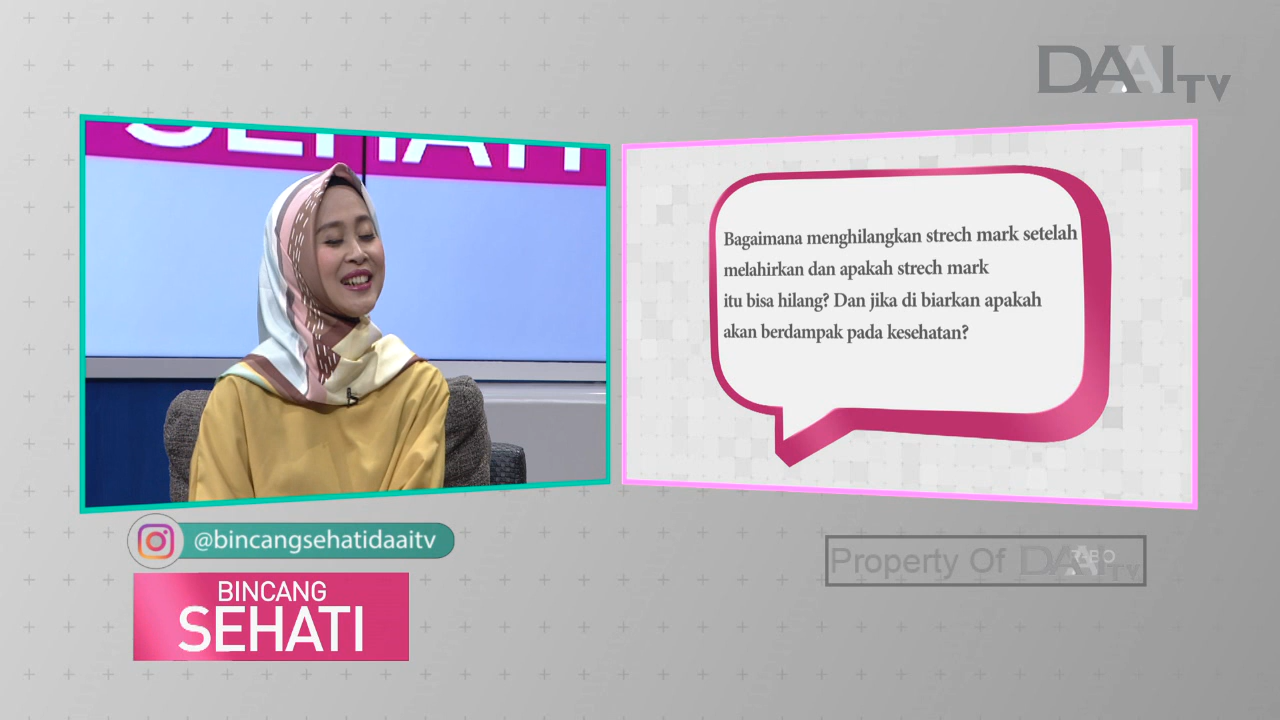 DAAI TV
SEHATI
Bagaimana menghilangkan strech mark setelah
melahirkan dan apakah strech mark
itu bisa hilang? Dan jika di biarkan apakah
akan berdampak pada kesehatan?
@bincangsehatidaaitv
BINCANG
SEHATI
Property Of DAAI TV